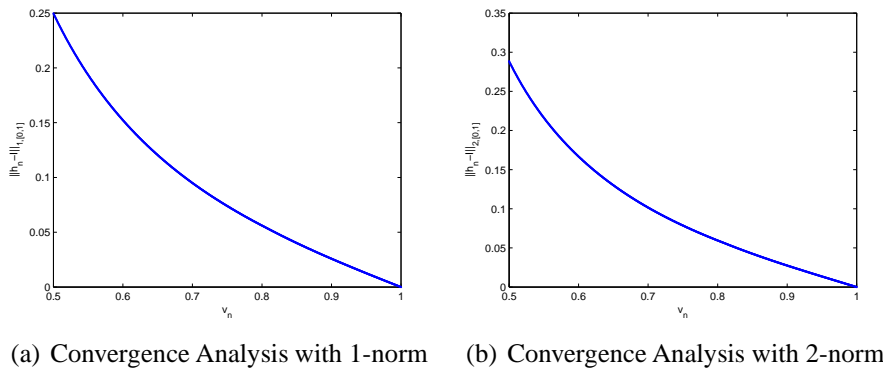 0.25
0.2
0.15
0.1
0.05
0
0.5 0.6 0.7 0.8 0.9 1
v_n
||h_n−I||_{1,[0,1]}
0.35
0.3
0.25
0.2
0.15
0.1
0.05
0
0.5 0.6 0.7 0.8 0.9 1
v_n
||h_n−I||_{2,[0,1]}
(a) Convergence Analysis with 1-norm
(b) Convergence Analysis with 2-norm